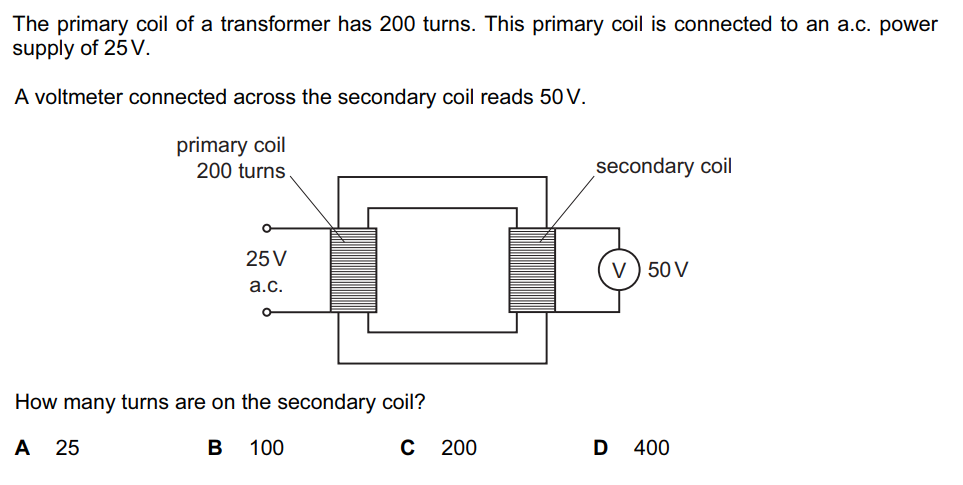 The primary coil of a transformer has 200 turns. This primary coil is connected to an a.c. power
supply of 25 V.
A voltmeter connected across the secondary coil reads 50 V.
primary coil
200 turns
secondary coil
25 V
a.c.
V 50 V
How many turns are on the secondary coil?
A 25 B 100 C 200 D 400